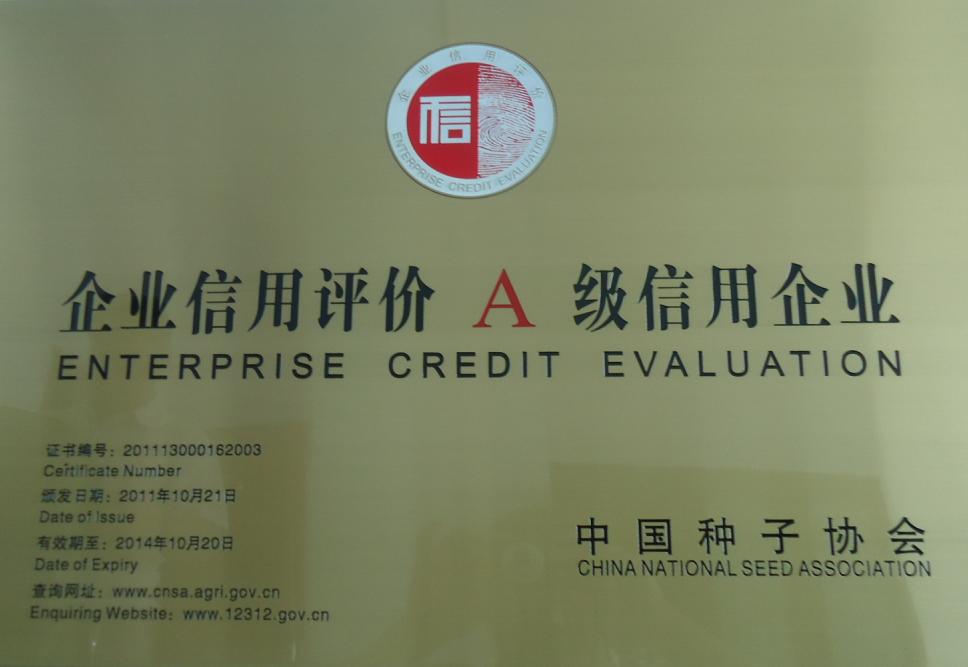 企业信用评价
信
ENTERPRISE CREDIT EVALUATION
企业信用评价 A 级信用企业
ENTERPRISE CREDIT EVALUATION
证书编号：201113000162003
Certificate Number
颁发日期：2011年10月21日
Date of Issue
有效期至：2014年10月20日
Date of Expiry
查询网址：www.cnsa.agri.gov.cn
Enquiring Website：www.12312.gov.cn
中国种子协会
CHINA NATIONAL SEED ASSOCIATION